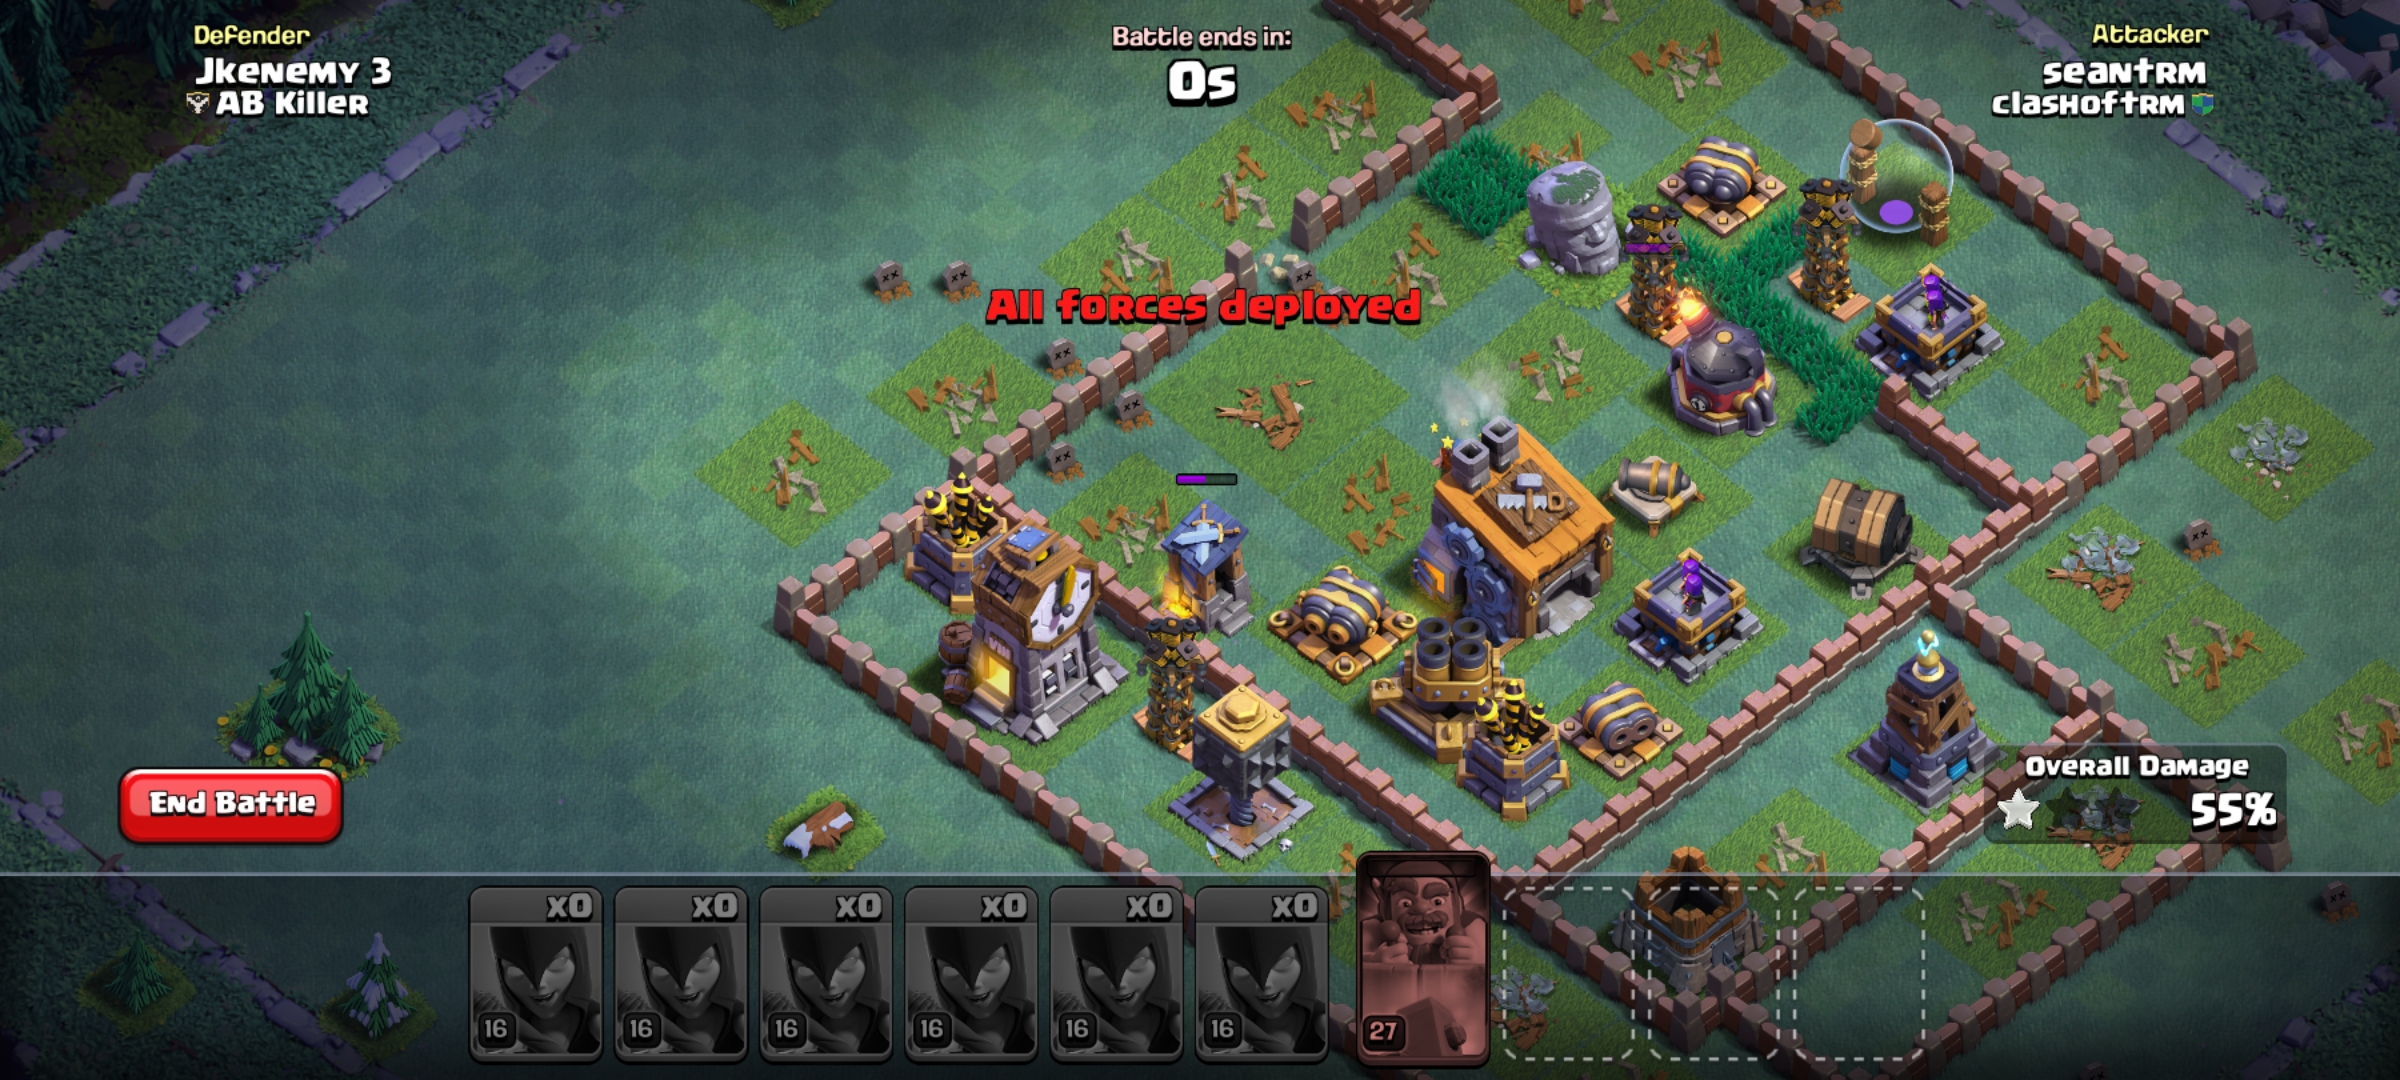 Defender
Jkenemy 3
AB Killer
Battle ends in:
0s
Attacker
seantrm
clashoftrm
All forces deployed
End Battle
Overall Damage
55%
x0
x0
x0
x0
x0
x0
16
16
16
16
16
16
27